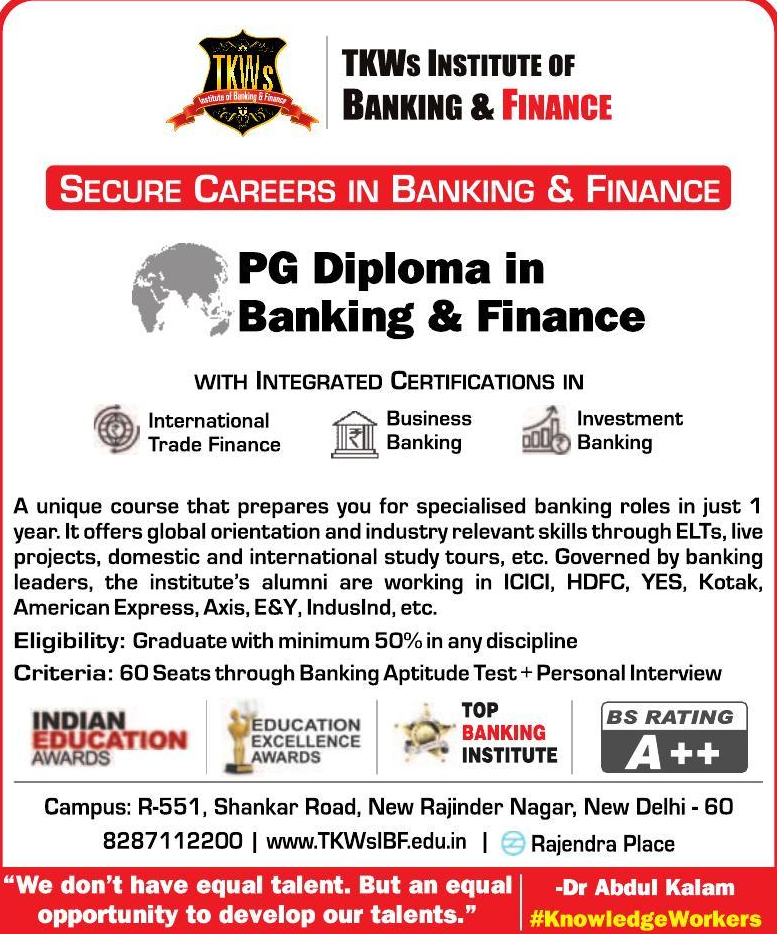 TKWs
Institute of Banking & Finance
TKWs INSTITUTE OF
BANKING & FINANCE
SECURE CAREERS IN BANKING & FINANCE
PG Diploma in
Banking & Finance
WITH INTEGRATED CERTIFICATIONS IN
International
Trade Finance
Business
Banking
Investment
Banking
A unique course that prepares you for specialised banking roles in just 1
year. It offers global orientation and industry relevant skills through ELTs, live
projects, domestic and international study tours, etc. Governed by banking
leaders, the institute's alumni are working in ICICI, HDFC, YES, Kotak,
American Express, Axis, E&Y, IndusInd, etc.
Eligibility: Graduate with minimum 50% in any discipline
Criteria: 60 Seats through Banking Aptitude Test + Personal Interview
INDIAN
EDUCATION
AWARDS
EDUCATION
EXCELLENCE
AWARDS
TOP
BANKING
INSTITUTE
BS RATING
A++
Campus: R-551, Shankar Road, New Rajinder Nagar, New Delhi - 60
8287112200 | www.TKWsIBF.edu.in | Rajendra Place
“We don't have equal talent. But an equal
opportunity to develop our talents.”
-Dr Abdul Kalam
#KnowledgeWorkers